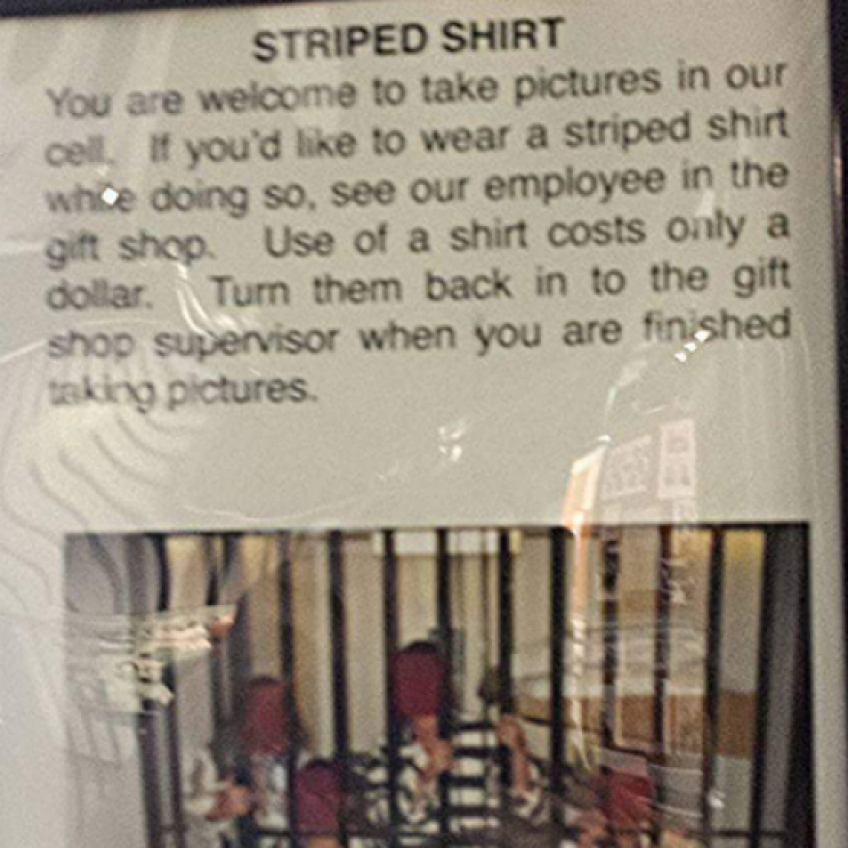 STRIPED SHIRT
You are welcome to take pictures in our
cell. If you'd like to wear a striped shirt
while doing so, see our employee in the
gift shop. Use of a shirt costs only a
dollar. Turn them back in to the gift
shop supervisor when you are finished
taking pictures.